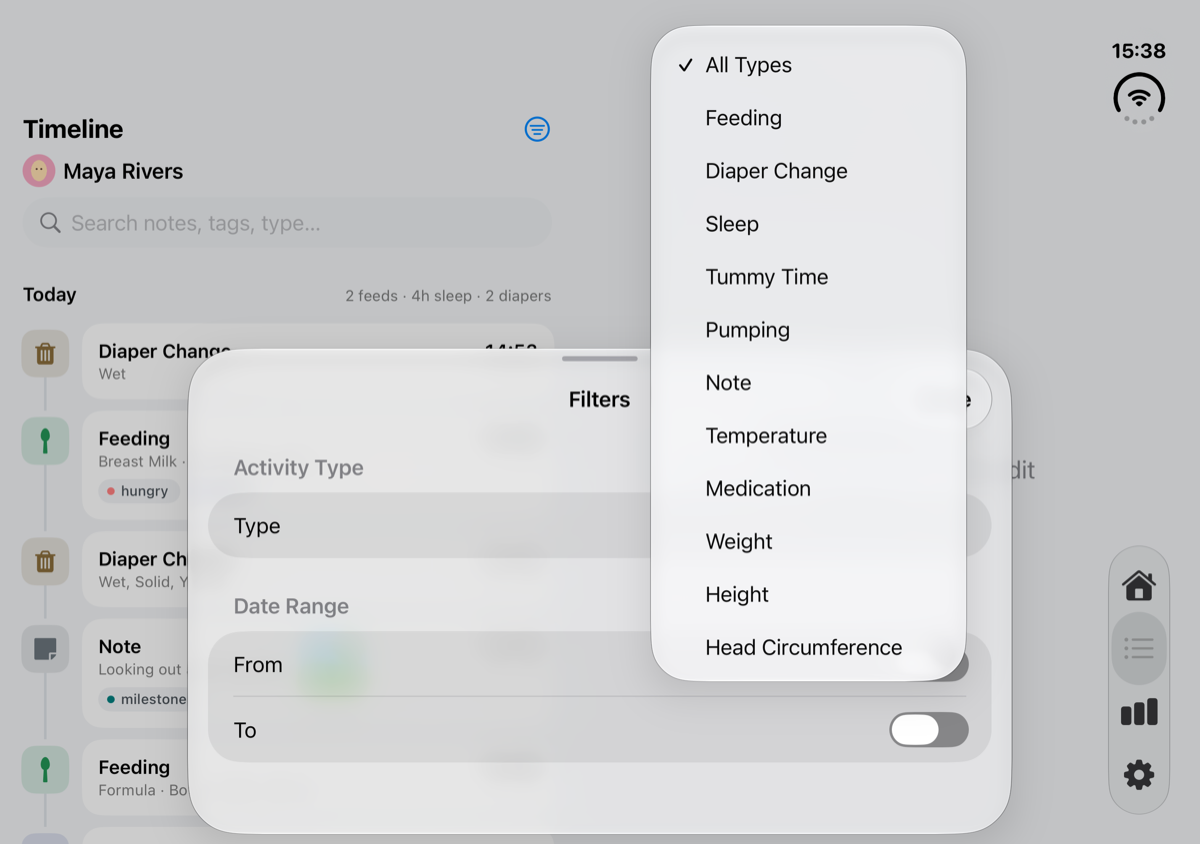 15:38
Timeline
Maya Rivers
Search notes, tags, type...
Today
2 feeds · 4h sleep · 2 diapers
Diaper Change
Wet
Feeding
Breast Milk ·
hungry
Diaper Ch
Wet, Solid, Y
Note
Looking out
milestone
Feeding
Formula · Bo
Filters
Activity Type
Type
Date Range
From
To
✓ All Types
Feeding
Diaper Change
Sleep
Tummy Time
Pumping
Note
Temperature
Medication
Weight
Height
Head Circumference